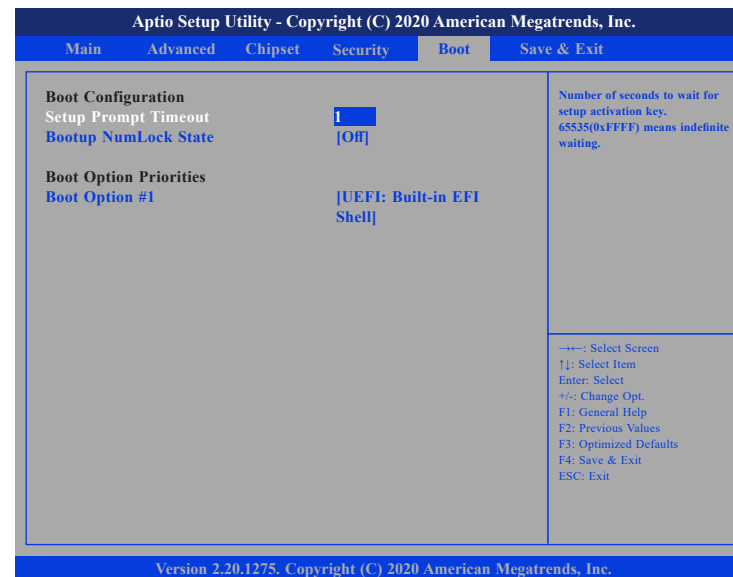 Aptio Setup Utility - Copyright (C) 2020 American Megatrends, Inc.
Main Advanced Chipset Security Boot Save & Exit
Boot Configuration
Setup Prompt Timeout 1
Bootup NumLock State [Off]
Boot Option Priorities
Boot Option #1 [UEFI: Built-in EFI
Shell]
Number of seconds to wait for
setup activation key.
65535(0xFFFF) means indefinite
waiting.
→←: Select Screen
↑↓: Select Item
Enter: Select
+/-: Change Opt.
F1: General Help
F2: Previous Values
F3: Optimized Defaults
F4: Save & Exit
ESC: Exit
Version 2.20.1275. Copyright (C) 2020 American Megatrends, Inc.